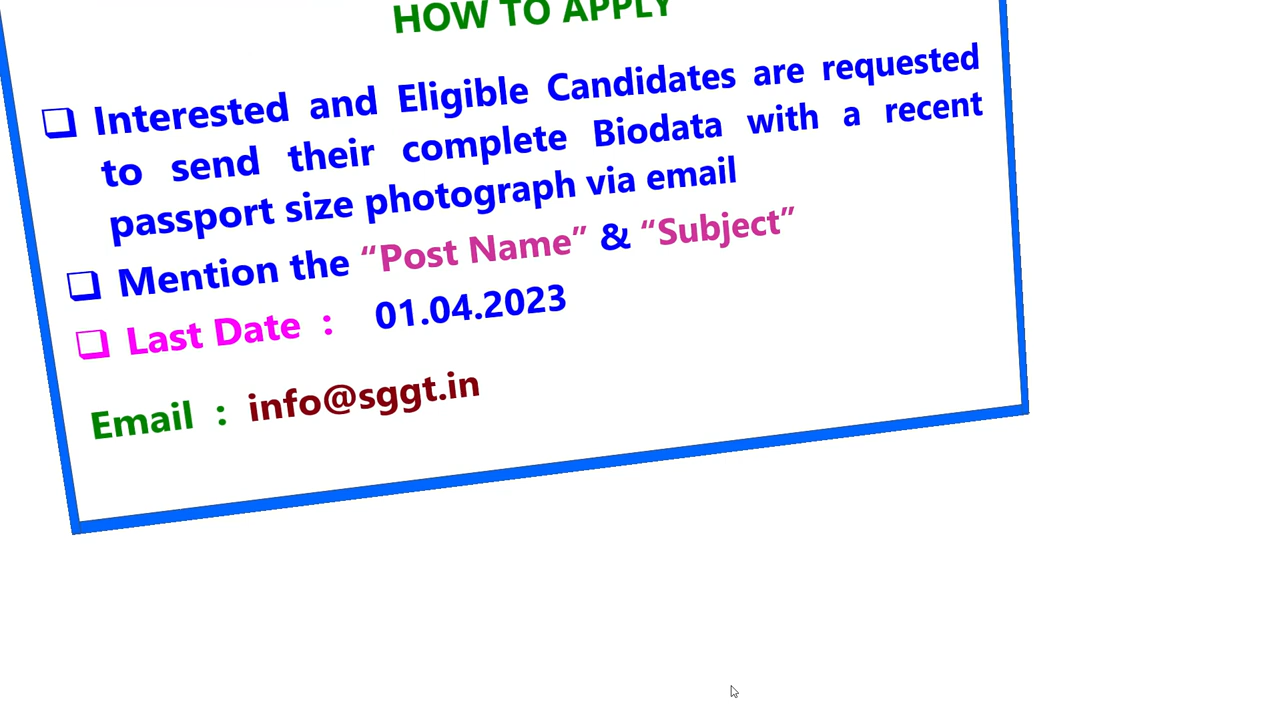 HOW TO APPLY
❑ Interested and Eligible Candidates are requested
to send their complete Biodata with a recent
passport size photograph via email
❑ Mention the “Post Name” & “Subject”
❑ Last Date : 01.04.2023
Email : info@sggt.in